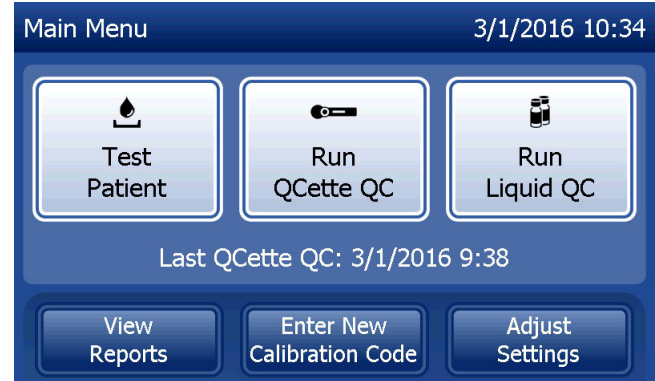 Main Menu 3/1/2016 10:34
Test
Patient
Run
QCette QC
Run
Liquid QC
Last QCette QC: 3/1/2016 9:38
View
Reports
Enter New
Calibration Code
Adjust
Settings